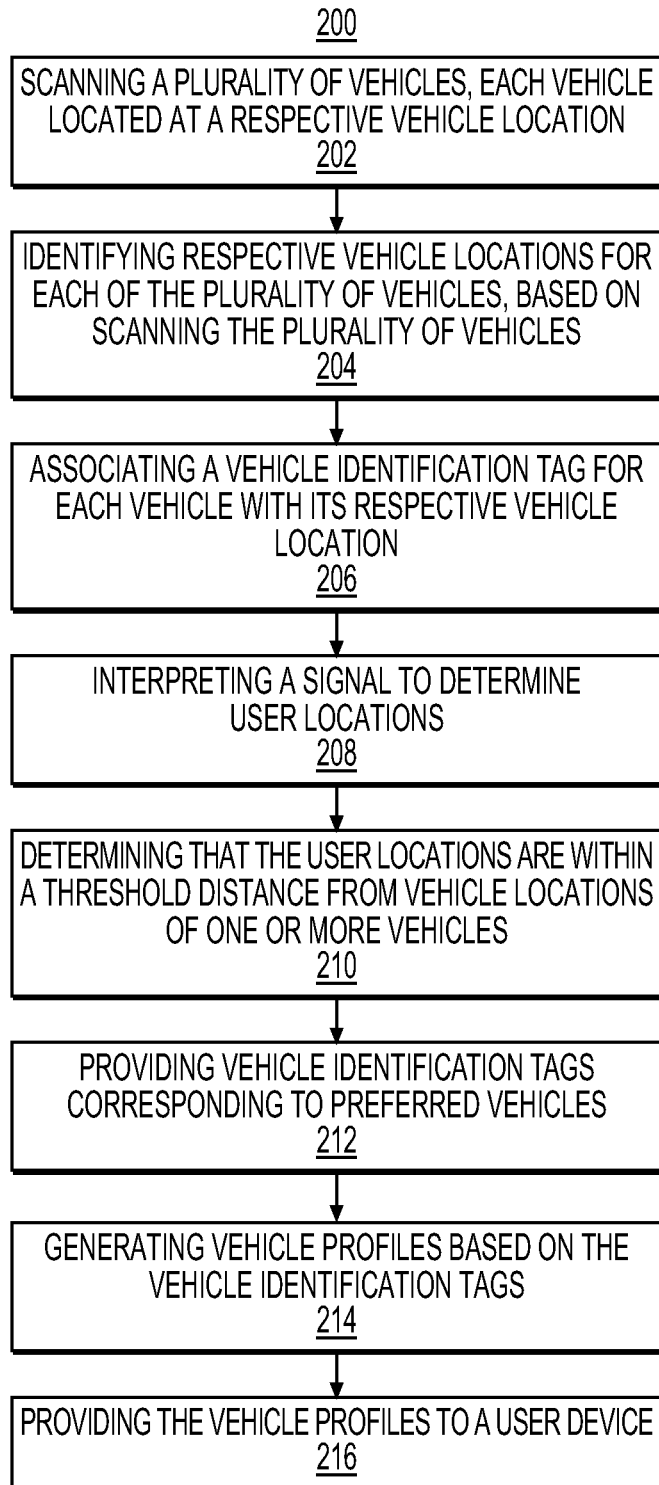 200
SCANNING A PLURALITY OF VEHICLES, EACH VEHICLE
LOCATED AT A RESPECTIVE VEHICLE LOCATION
202
IDENTIFYING RESPECTIVE VEHICLE LOCATIONS FOR
EACH OF THE PLURALITY OF VEHICLES, BASED ON
SCANNING THE PLURALITY OF VEHICLES
204
ASSOCIATING A VEHICLE IDENTIFICATION TAG FOR
EACH VEHICLE WITH ITS RESPECTIVE VEHICLE
LOCATION
206
INTERPRETING A SIGNAL TO DETERMINE
USER LOCATIONS
208
DETERMINING THAT THE USER LOCATIONS ARE WITHIN
A THRESHOLD DISTANCE FROM VEHICLE LOCATIONS
OF ONE OR MORE VEHICLES
210
PROVIDING VEHICLE IDENTIFICATION TAGS
CORRESPONDING TO PREFERRED VEHICLES
212
GENERATING VEHICLE PROFILES BASED ON THE
VEHICLE IDENTIFICATION TAGS
214
PROVIDING THE VEHICLE PROFILES TO A USER DEVICE
216